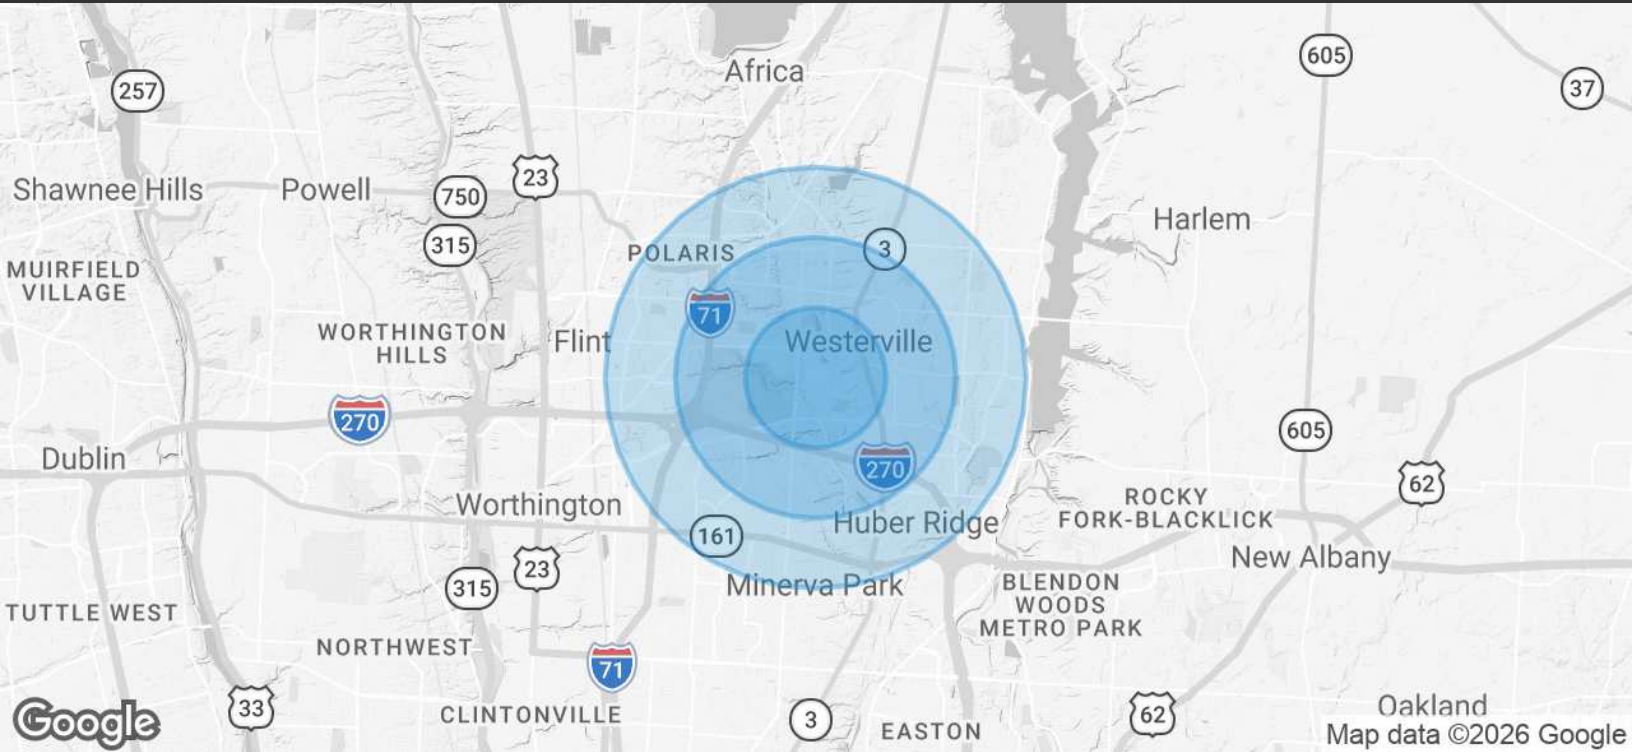 Africa
605
37
257
23
Shawnee Hills
Powell
750
315
Harlem
POLARIS
3
MUIRFIELD
VILLAGE
71
WORTHINGTON
HILLS
Flint
Westerville
270
605
Dublin
270
62
Worthington
161
Huber Ridge
ROCKY
FORK-BLACKLICK
New Albany
23
315
Minerva Park
BLENDON
WOODS
METRO PARK
TUTTLE WEST
NORTHWEST
71
33
CLINTONVILLE
3
EASTON
62
Oakland
Google
Map data ©2026 Google